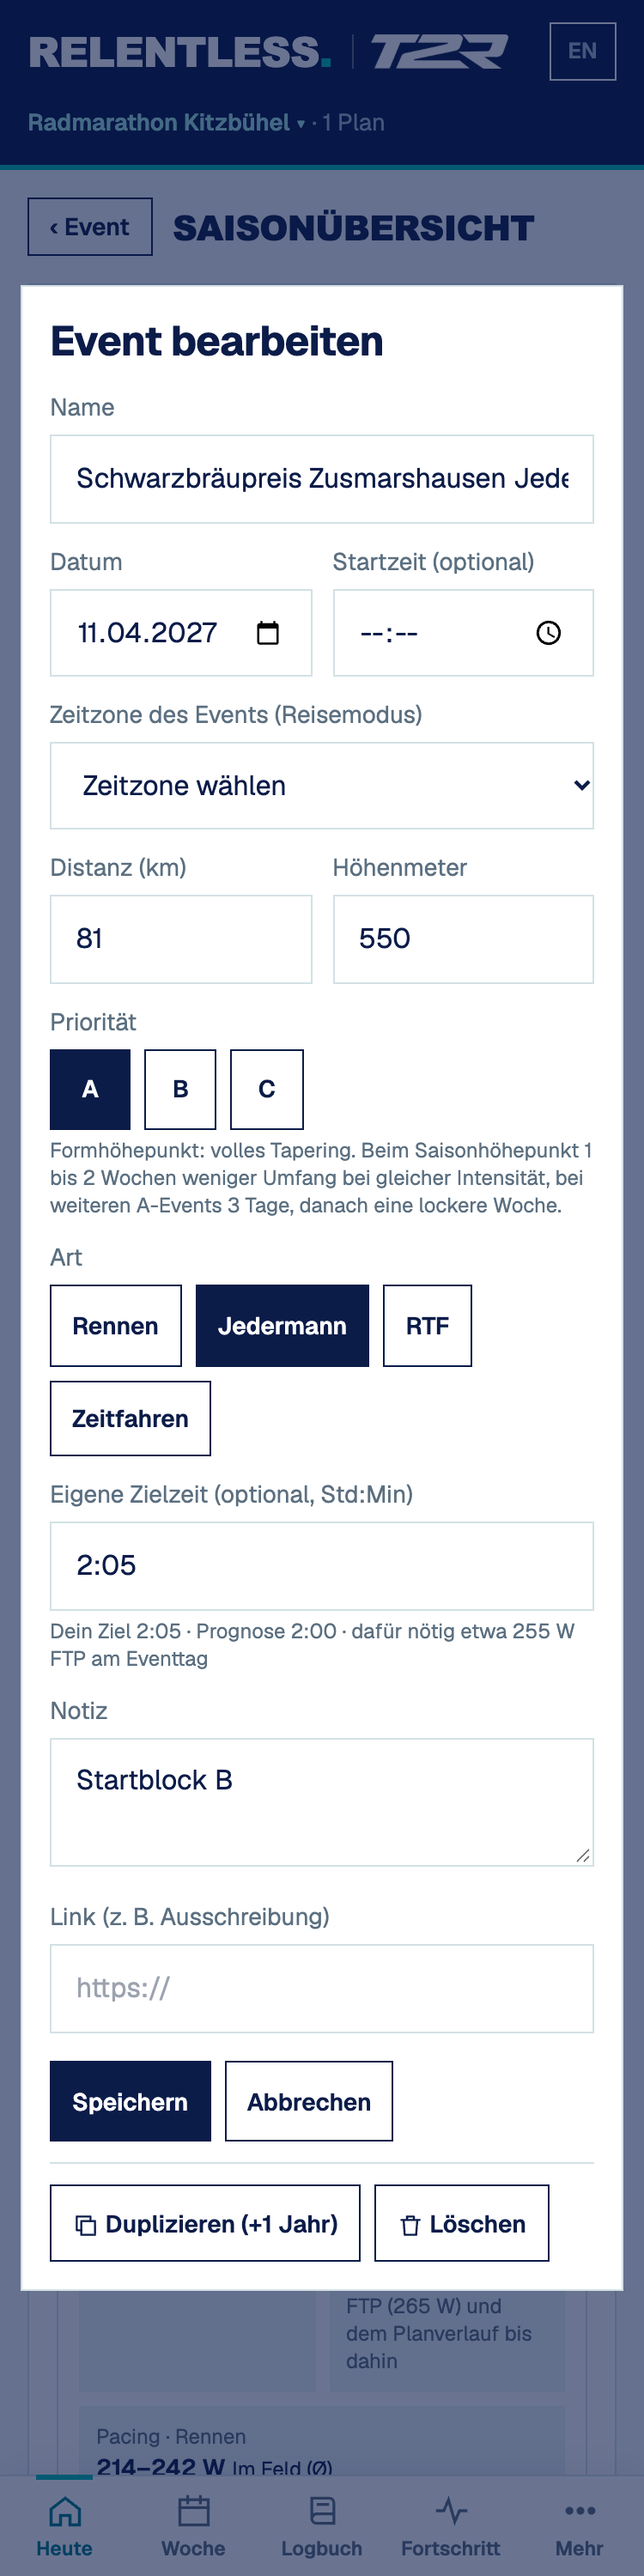 RELENTLESS. T2R EN
Radmarathon Kitzbühel ▾ · 1 Plan
‹ Event SAISONÜBERSICHT
Event bearbeiten
Name
Schwarzbräupreis Zusmarshausen Jede
Datum Startzeit (optional)
11.04.2027 --:--
Zeitzone des Events (Reisemodus)
Zeitzone wählen
Distanz (km) Höhenmeter
81 550
Priorität
A B C
Formhöhepunkt: volles Tapering. Beim Saisonhöhepunkt 1
bis 2 Wochen weniger Umfang bei gleicher Intensität, bei
weiteren A-Events 3 Tage, danach eine lockere Woche.
Art
Rennen Jedermann RTF
Zeitfahren
Eigene Zielzeit (optional, Std:Min)
2:05
Dein Ziel 2:05 · Prognose 2:00 · dafür nötig etwa 255 W
FTP am Eventtag
Notiz
Startblock B
Link (z. B. Ausschreibung)
https://
Speichern Abbrechen
Duplizieren (+1 Jahr) Löschen
FTP (265 W) und
dem Planverlauf bis
dahin
Pacing · Rennen
214–242 W Im Feld (Ø)
Heute Woche Logbuch Fortschritt Mehr